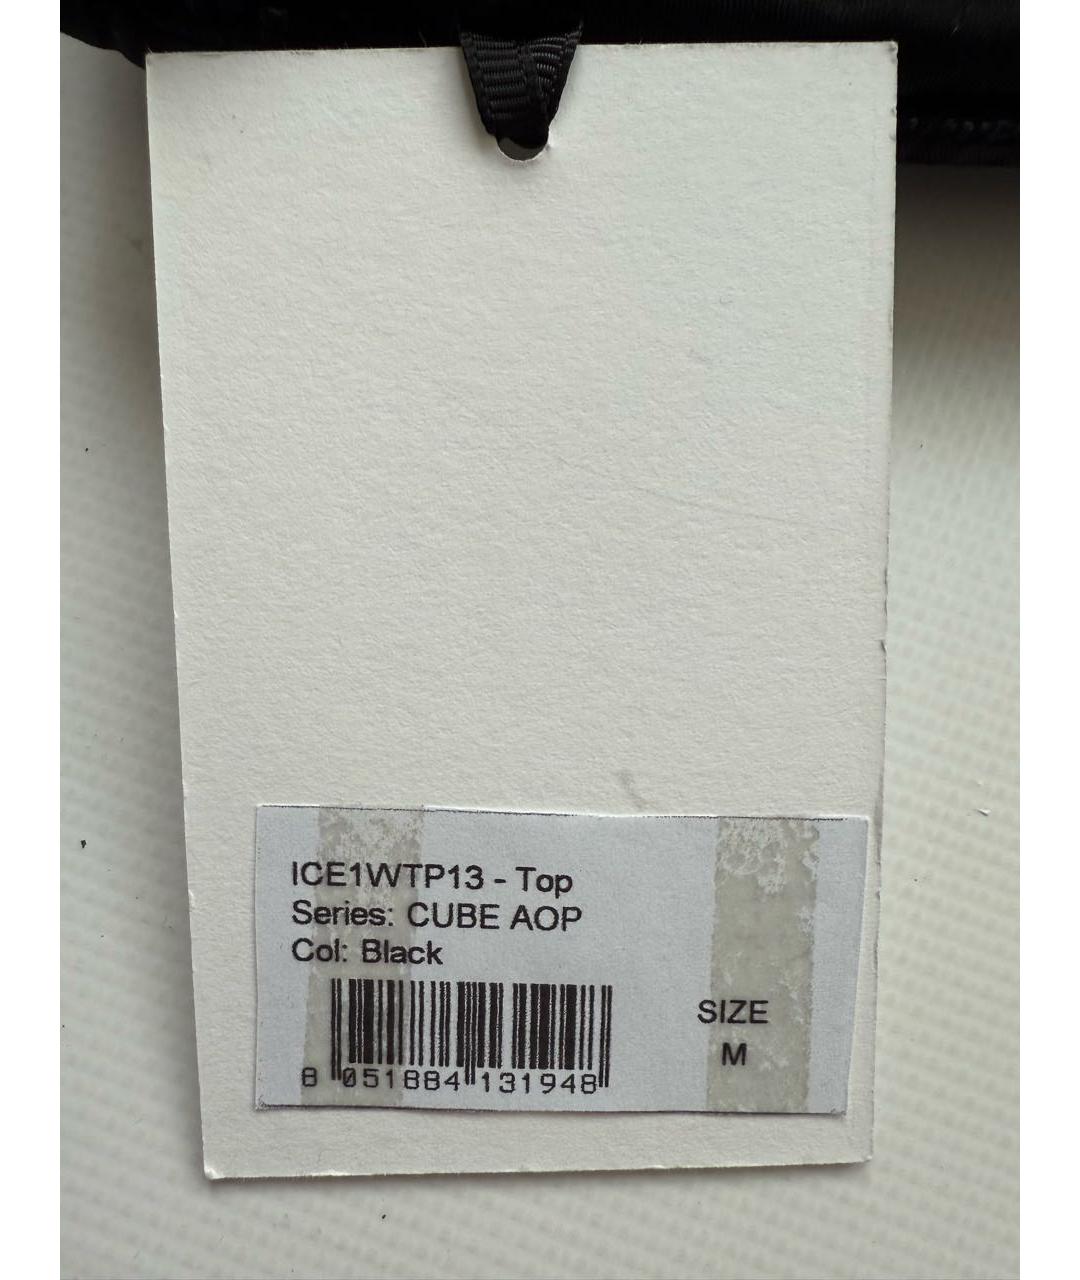 ICE1WTP13 - Top
Series: CUBE AOP
Col: Black
SIZE
M
8 051884 131948